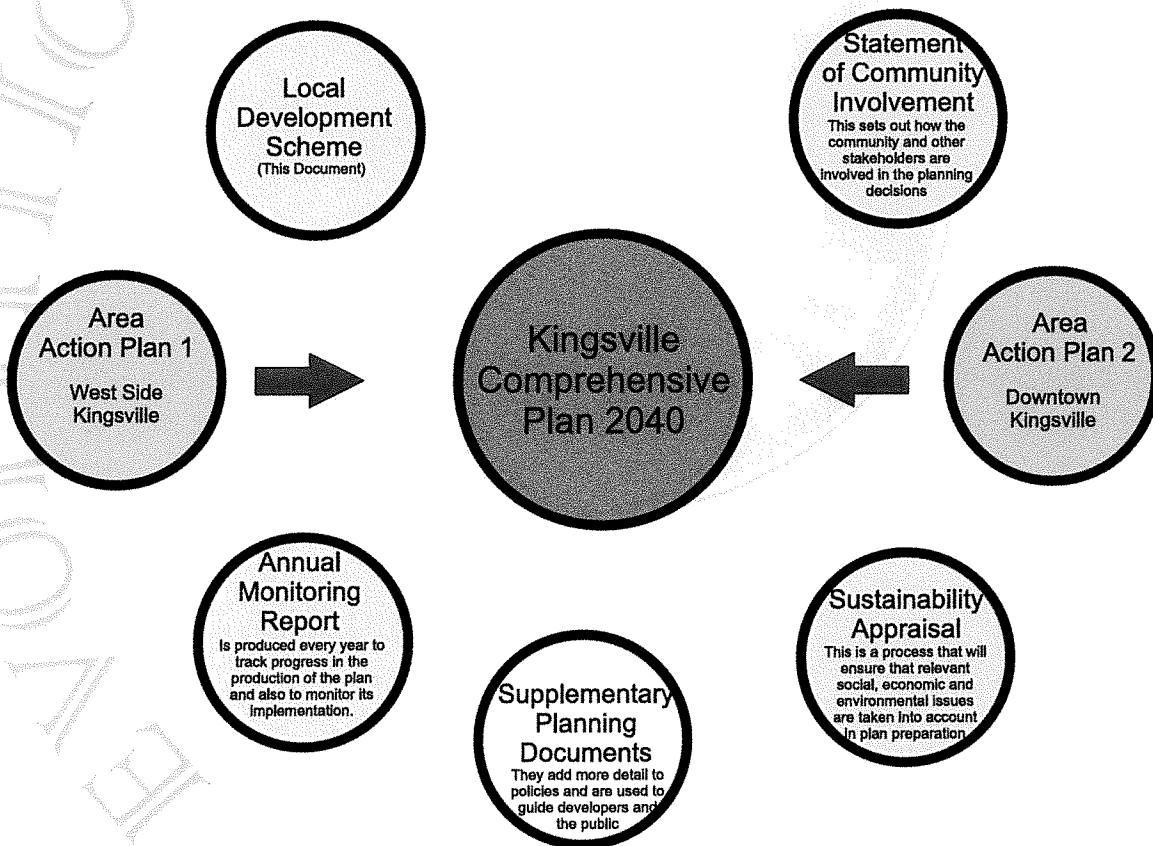 Local
Development
Scheme
(This Document)
Statement
of Community
Involvement
This sets out how the
community and other
stakeholders are
involved in the planning
decisions
Area
Action Plan 1
West Side
Kingsville
Kingsville
Comprehensive
Plan 2040
Area
Action Plan 2
Downtown
Kingsville
Annual
Monitoring
Report
Is produced every year to
track progress in the
production of the plan
and also to monitor its
implementation.
Supplementary
Planning
Documents
They add more detail to
policies and are used to
guide developers and
the public
Sustainability
Appraisal
This is a process that will
ensure that relevant
social, economic and
environmental issues
are taken into account
in plan preparation